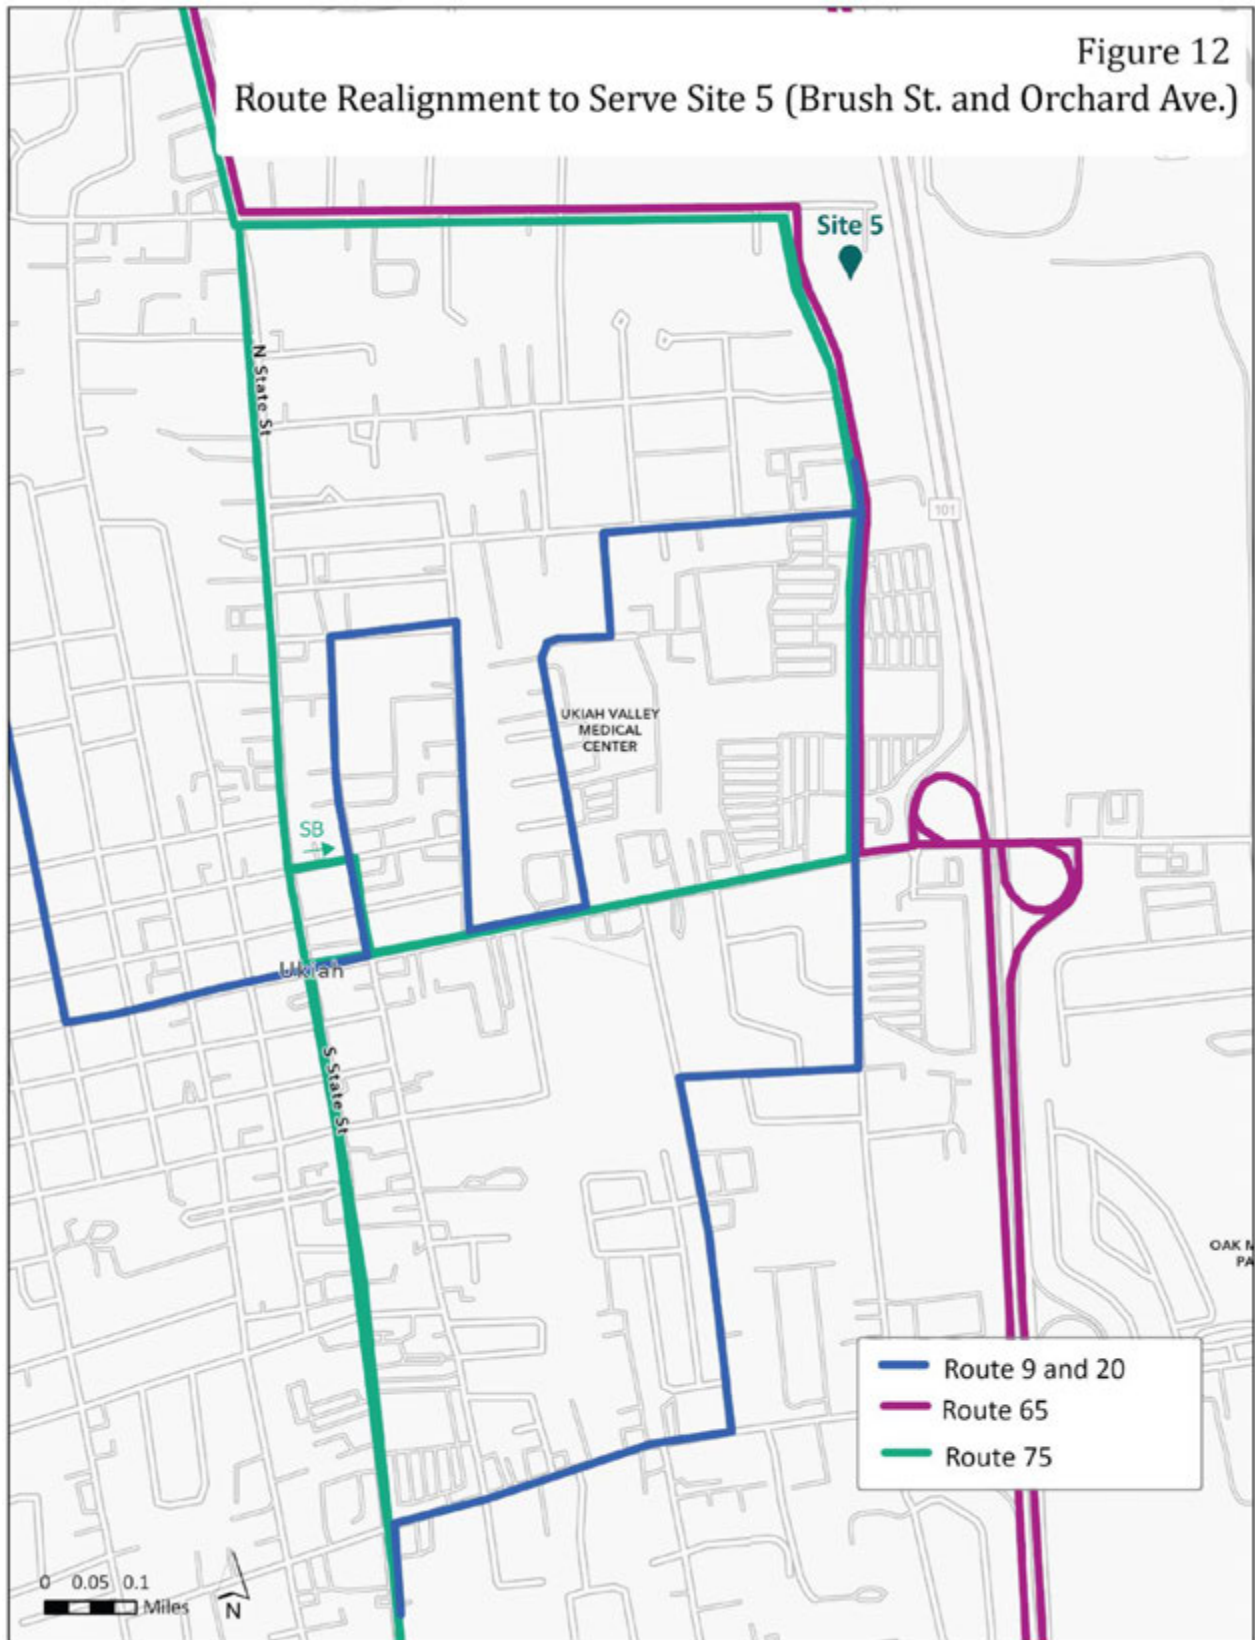 Figure 12
Route Realignment to Serve Site 5 (Brush St. and Orchard Ave.)
Site 5
N State St
101
UKIAH VALLEY
MEDICAL
CENTER
SB
Ukiah
S State St
OAK
PA
Route 9 and 20
Route 65
Route 75
0 0.05 0.1
Miles
N